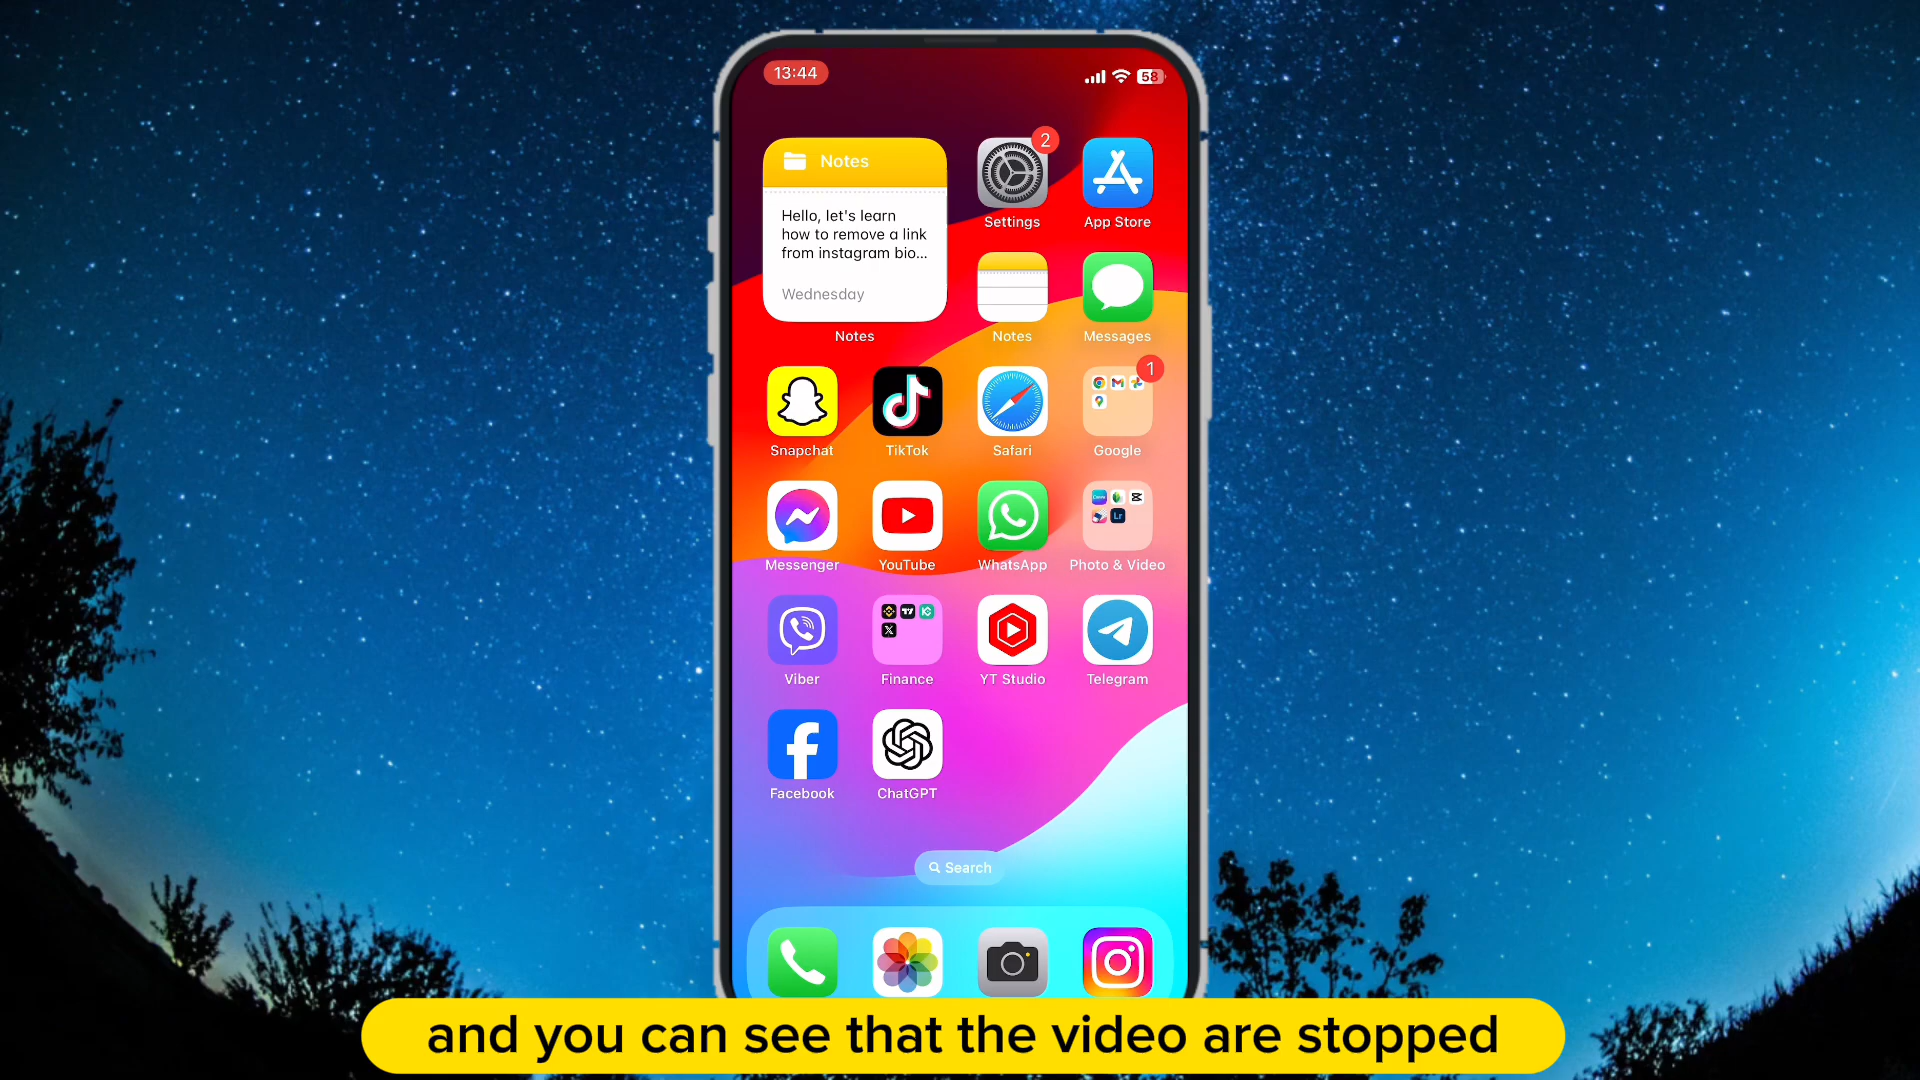 13:44
58
Notes
Hello, let's learn
how to remove a link
from instagram bio...
Wednesday
Notes
2
Settings
App Store
Notes
Messages
Snapchat
TikTok
Safari
1
Google
Messenger
YouTube
WhatsApp
Lr
Photo & Video
Viber
Finance
YT Studio
Telegram
Facebook
ChatGPT
Search
and you can see that the video are stopped